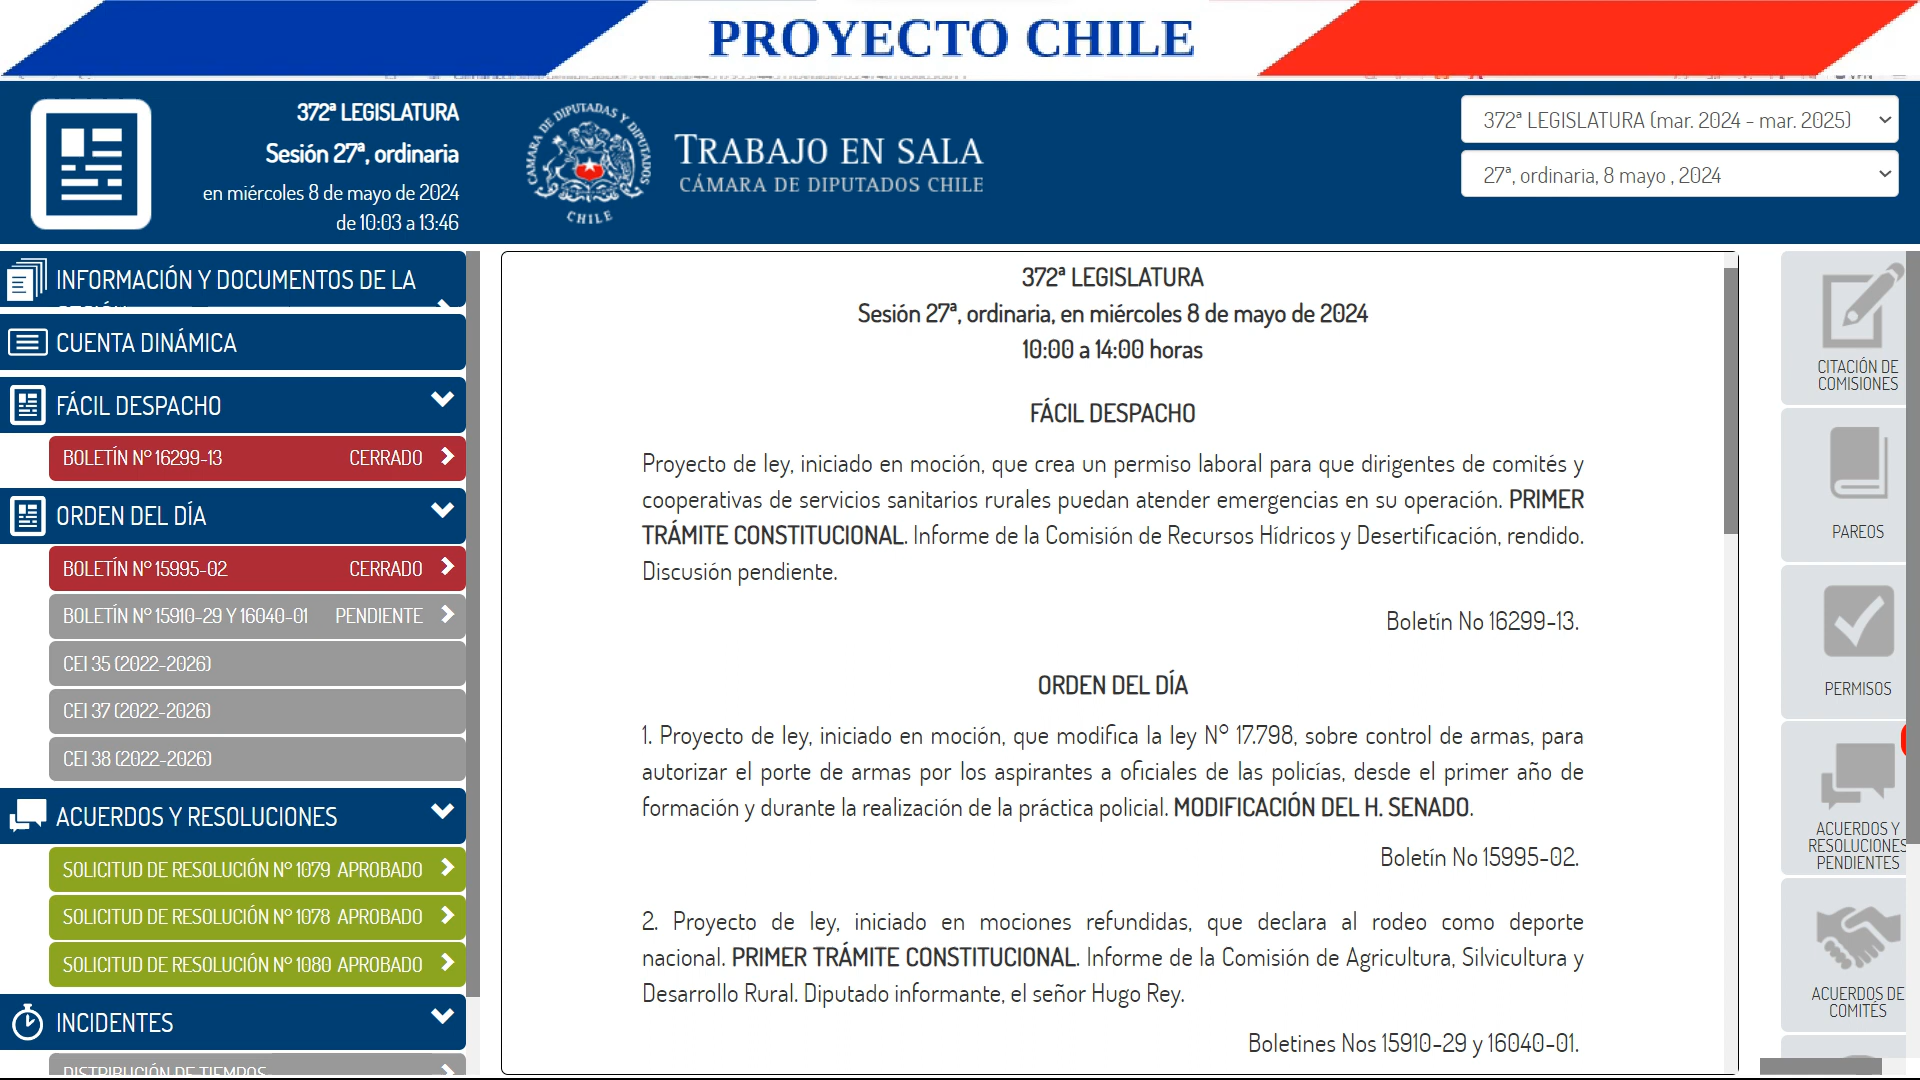 PROYECTO CHILE
372ª LEGISLATURA
Sesión 27ª, ordinaria
en miércoles 8 de mayo de 2024
de 10:03 a 13:46
CÁMARA DE DIPUTADAS Y DIPUTADOS
CHILE
TRABAJO EN SALA
CÁMARA DE DIPUTADOS CHILE
372ª LEGISLATURA (mar. 2024 - mar. 2025)
27ª, ordinaria, 8 mayo , 2024
INFORMACIÓN Y DOCUMENTOS DE LA
CUENTA DINÁMICA
FÁCIL DESPACHO
BOLETÍN Nº 16299-13 CERRADO
ORDEN DEL DÍA
BOLETÍN Nº 15995-02 CERRADO
BOLETÍN Nº 15910-29 Y 16040-01 PENDIENTE
CEI 35 (2022-2026)
CEI 37 (2022-2026)
CEI 38 (2022-2026)
ACUERDOS Y RESOLUCIONES
SOLICITUD DE RESOLUCIÓN Nº 1079 APROBADO
SOLICITUD DE RESOLUCIÓN Nº 1078 APROBADO
SOLICITUD DE RESOLUCIÓN Nº 1080 APROBADO
INCIDENTES
DISTRIBUCIÓN DE TIEMPOS
372ª LEGISLATURA
Sesión 27ª, ordinaria, en miércoles 8 de mayo de 2024
10:00 a 14:00 horas
FÁCIL DESPACHO
Proyecto de ley, iniciado en moción, que crea un permiso laboral para que dirigentes de comités y
cooperativas de servicios sanitarios rurales puedan atender emergencias en su operación. PRIMER
TRÁMITE CONSTITUCIONAL. Informe de la Comisión de Recursos Hídricos y Desertificación, rendido.
Discusión pendiente.
Boletín No 16299-13.
ORDEN DEL DÍA
1. Proyecto de ley, iniciado en moción, que modifica la ley Nº 17.798, sobre control de armas, para
autorizar el porte de armas por los aspirantes a oficiales de las policías, desde el primer año de
formación y durante la realización de la práctica policial. MODIFICACIÓN DEL H. SENADO.
Boletín No 15995-02.
2. Proyecto de ley, iniciado en mociones refundidas, que declara al rodeo como deporte
nacional. PRIMER TRÁMITE CONSTITUCIONAL. Informe de la Comisión de Agricultura, Silvicultura y
Desarrollo Rural. Diputado informante, el señor Hugo Rey.
Boletines Nos 15910-29 y 16040-01.
CITACIÓN DE
COMISIONES
PAREOS
PERMISOS
ACUERDOS Y
RESOLUCIONES
PENDIENTES
ACUERDOS DE
COMITÉS